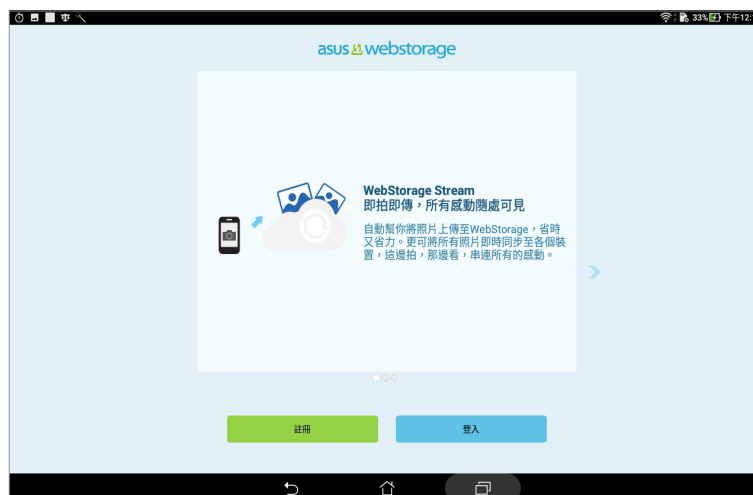 33% 下午12:
asus webstorage
WebStorage Stream
即拍即傳，所有感動隨處可見
自動幫你將照片上傳至WebStorage，省時
又省力。更可將所有照片即時同步至各個裝
置，這邊拍，那邊看，串連所有的感動。
註冊
登入